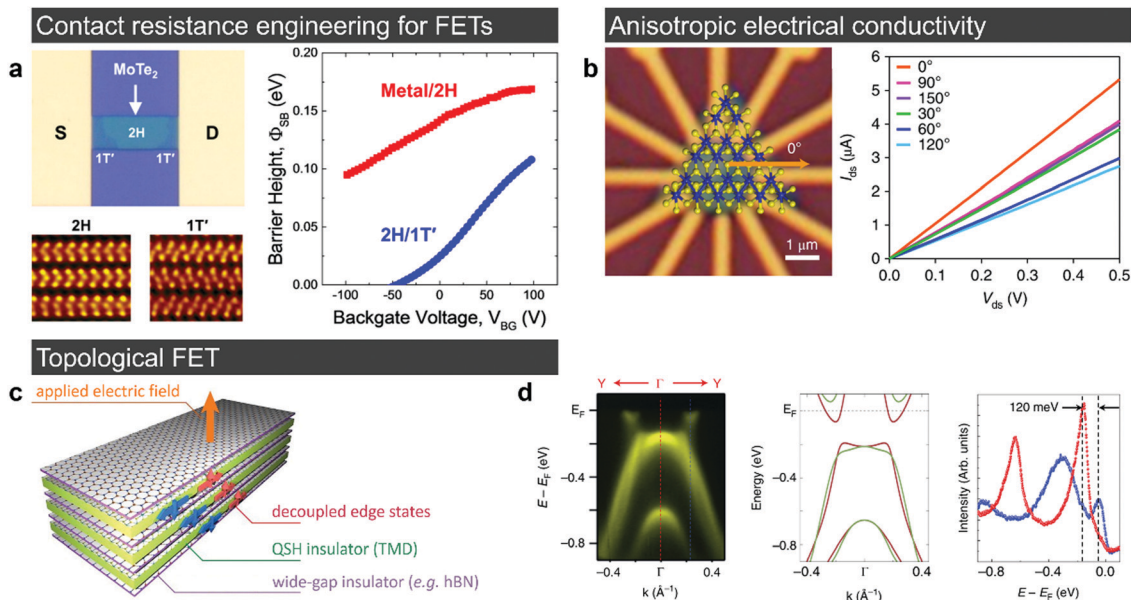 Contact resistance engineering for FETs
Anisotropic electrical conductivity
a
MoTe2
S
2H
D
1T′
1T′
2H
1T′
Barrier Height, ΦSB (eV)
0.20
0.15
0.10
0.05
0.00
Metal/2H
2H/1T′
-100
-50
0
50
100
Backgate Voltage, VBG (V)
b
0°
1 μm
Ids (μA)
6
5
4
3
2
1
0
0°
90°
150°
30°
60°
120°
0.0
0.1
0.2
0.3
0.4
0.5
Vds (V)
Topological FET
c
applied electric field
decoupled edge states
QSH insulator (TMD)
wide-gap insulator (e.g. hBN)
d
Y
Γ
Y
EF
E – EF (eV)
–0.4
–0.8
Γ
0.4
k (Å–1)
EF
Energy (eV)
–0.4
–0.8
–0.4
Γ
0.4
k (Å–1)
120 meV
Intensity (Arb. units)
–0.8
–0.4
0.0
E – EF (eV)